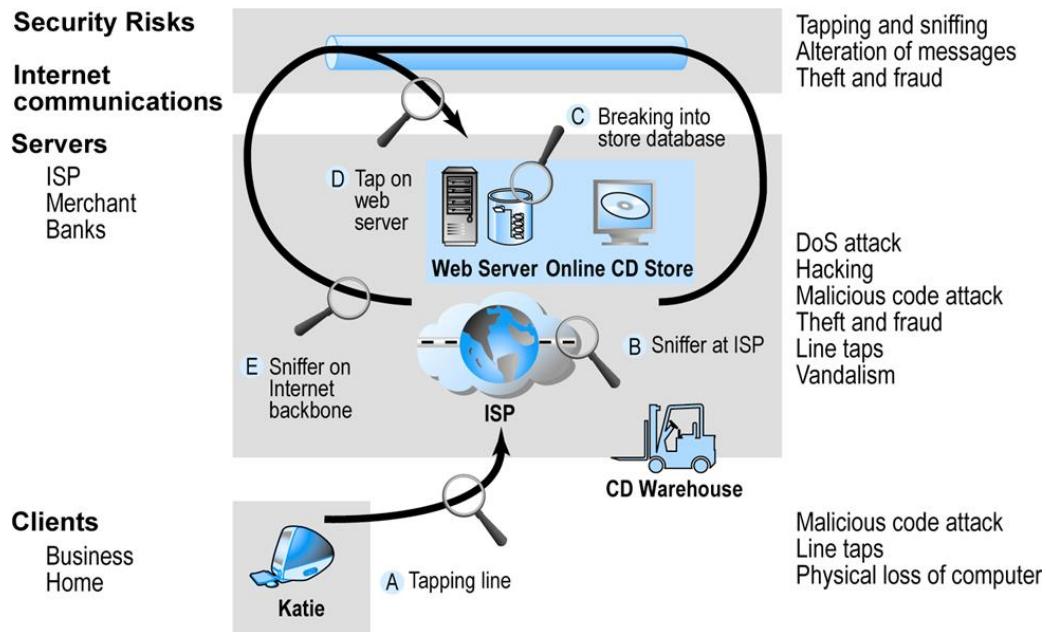 Security Risks
Internet
communications
Servers
ISP
Merchant
Banks
Clients
Business
Home
C Breaking into
store database
D Tap on
web
server
Web Server
Online CD Store
E Sniffer on
Internet
backbone
B Sniffer at ISP
ISP
CD Warehouse
A Tapping line
Katie
Tapping and sniffing
Alteration of messages
Theft and fraud
DoS attack
Hacking
Malicious code attack
Theft and fraud
Line taps
Vandalism
Malicious code attack
Line taps
Physical loss of computer